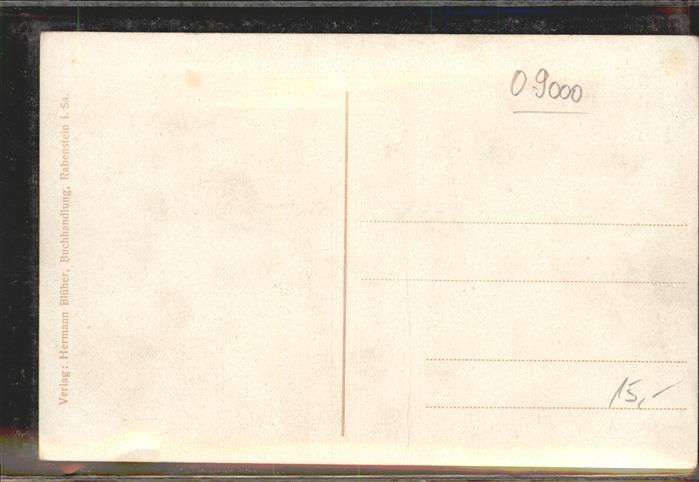 O-9000
Verlag: Hermann Blüher, Buchhandlung, Rabenstein i. Sa.
15,-